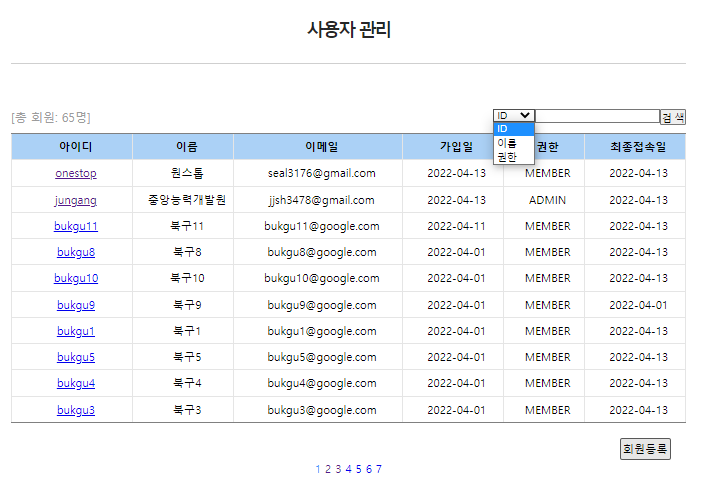 사용자 관리
[총 회원: 65명]
ID
검 색
ID
이름
권한
아이디 이름 이메일 가입일 권한 최종접속일
onestop 원스톱 seal3176@gmail.com 2022-04-13 MEMBER 2022-04-13
jungang 중앙능력개발원 jjsh3478@gmail.com 2022-04-13 ADMIN 2022-04-13
bukgu11 북구11 bukgu11@google.com 2022-04-11 MEMBER 2022-04-13
bukgu8 북구8 bukgu8@google.com 2022-04-01 MEMBER 2022-04-13
bukgu10 북구10 bukgu10@google.com 2022-04-01 MEMBER 2022-04-13
bukgu9 북구9 bukgu9@google.com 2022-04-01 MEMBER 2022-04-01
bukgu1 북구1 bukgu1@google.com 2022-04-01 MEMBER 2022-04-13
bukgu5 북구5 bukgu5@google.com 2022-04-01 MEMBER 2022-04-13
bukgu4 북구4 bukgu4@google.com 2022-04-01 MEMBER 2022-04-13
bukgu3 북구3 bukgu3@google.com 2022-04-01 MEMBER 2022-04-13
회원등록
1 2 3 4 5 6 7